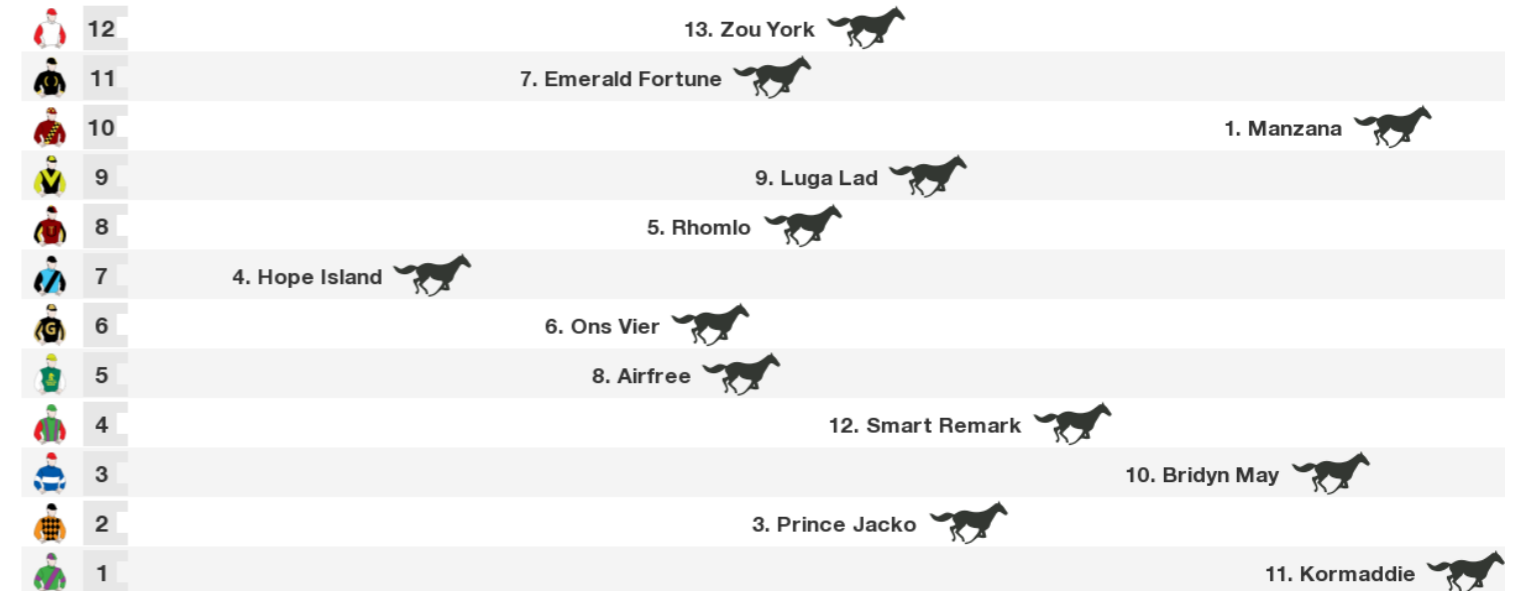 12 13. Zou York
11 7. Emerald Fortune
10 1. Manzana
9 9. Luga Lad
8 5. Rhomlo
7 4. Hope Island
6 6. Ons Vier
5 8. Airfree
4 12. Smart Remark
3 10. Bridyn May
2 3. Prince Jacko
1 11. Kormaddie